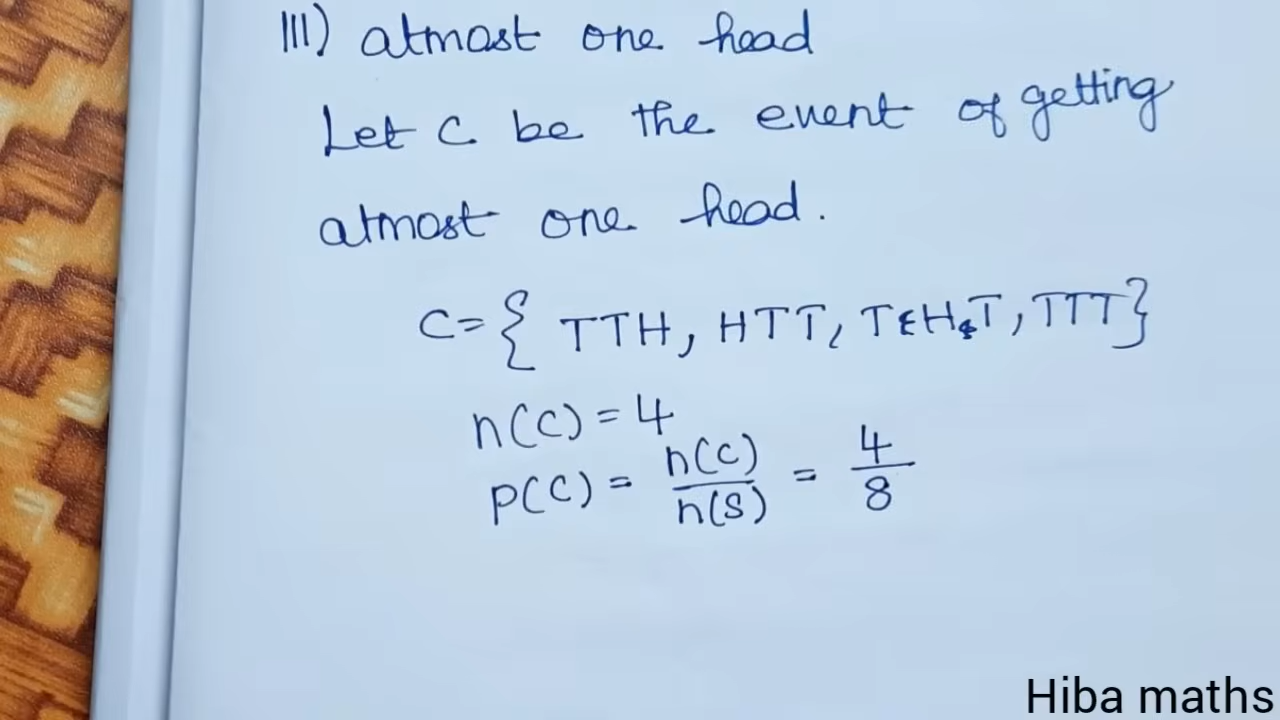 III) atmost one head
Let C be the event of getting
atmost one head.
C = { TTH, HTT, THT, TTT}
n(C) = 4
P(C) = n(C)/n(S) = 4/8
Hiba maths